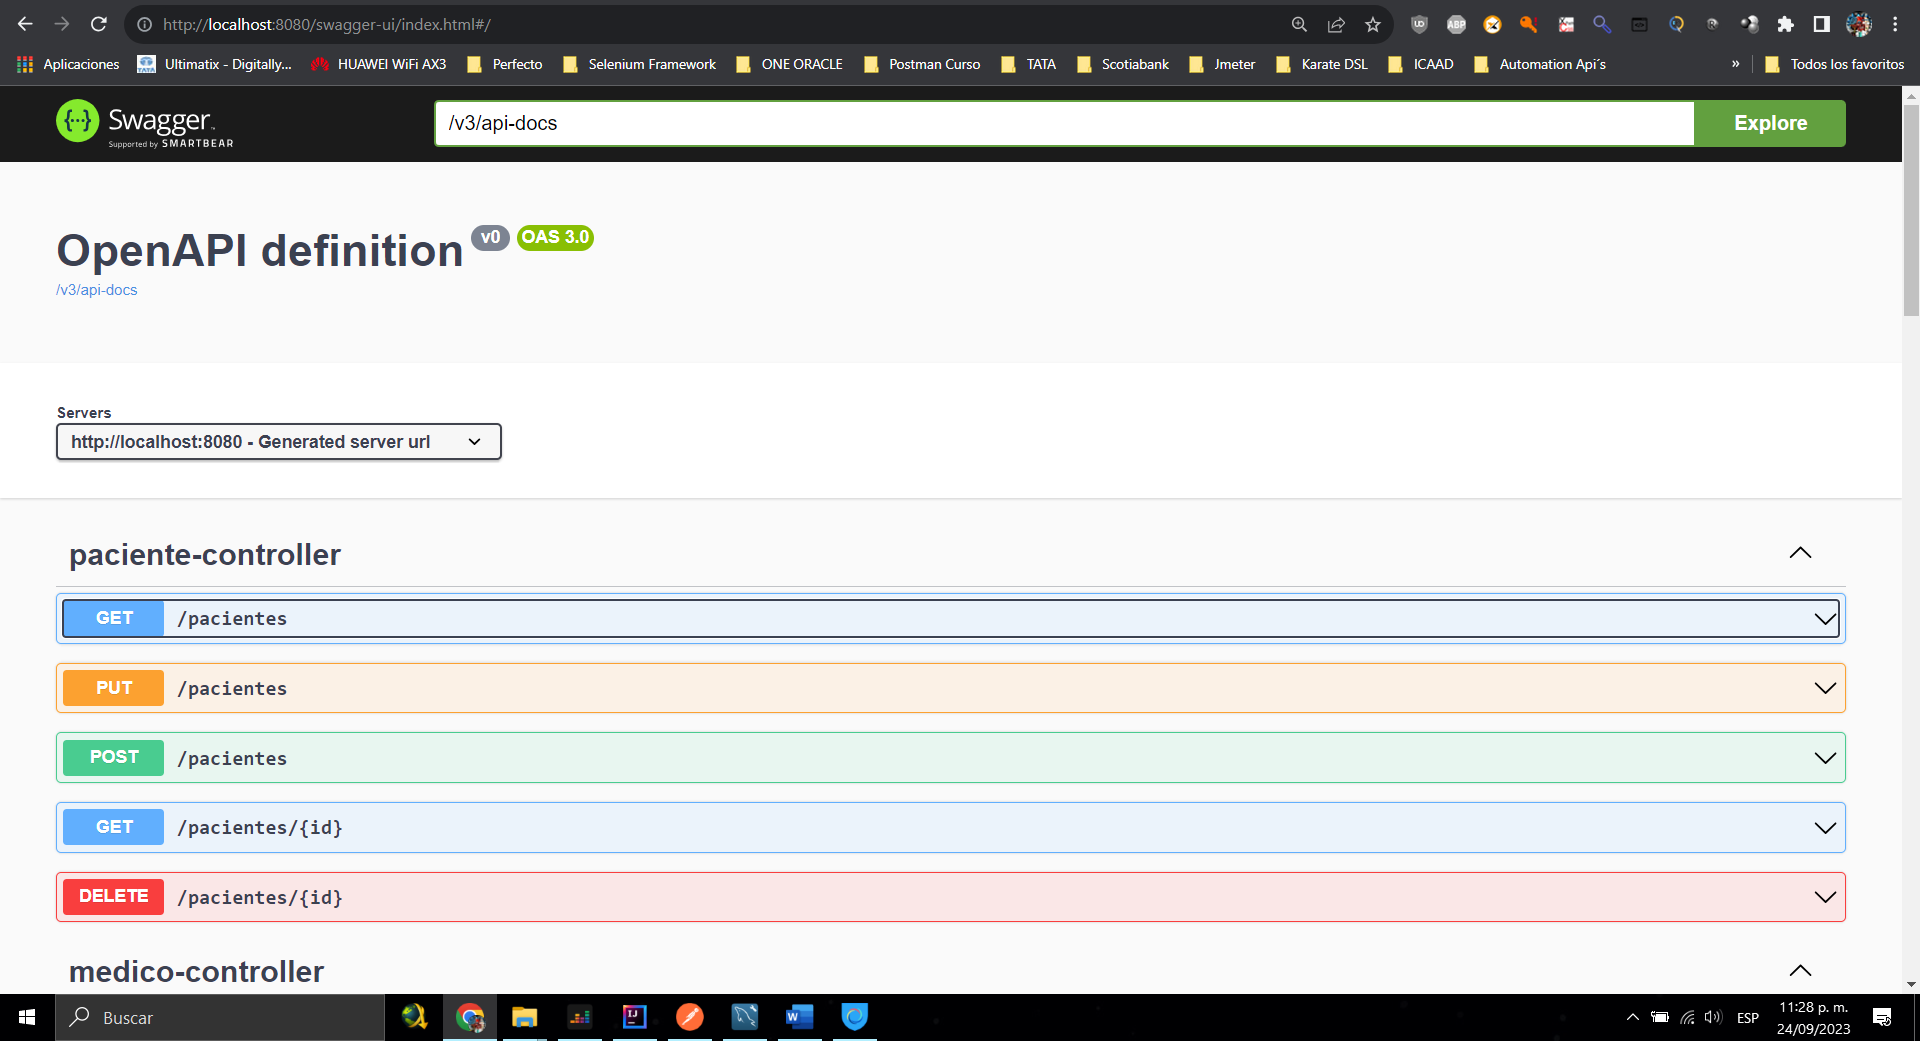 http://localhost:8080/swagger-ui/index.html#/
Aplicaciones
Ultimatix - Digitally...
HUAWEI WiFi AX3
Perfecto
Selenium Framework
ONE ORACLE
Postman Curso
TATA
Scotiabank
Jmeter
Karate DSL
ICAAD
Automation Api´s
»
Todos los favoritos
{···} Swagger
Supported by SMARTBEAR
/v3/api-docs
Explore
OpenAPI definition v0 OAS 3.0
/v3/api-docs
Servers
http://localhost:8080 - Generated server url
paciente-controller
GET /pacientes
PUT /pacientes
POST /pacientes
GET /pacientes/{id}
DELETE /pacientes/{id}
medico-controller
Buscar
ESP
11:28 p. m.
24/09/2023